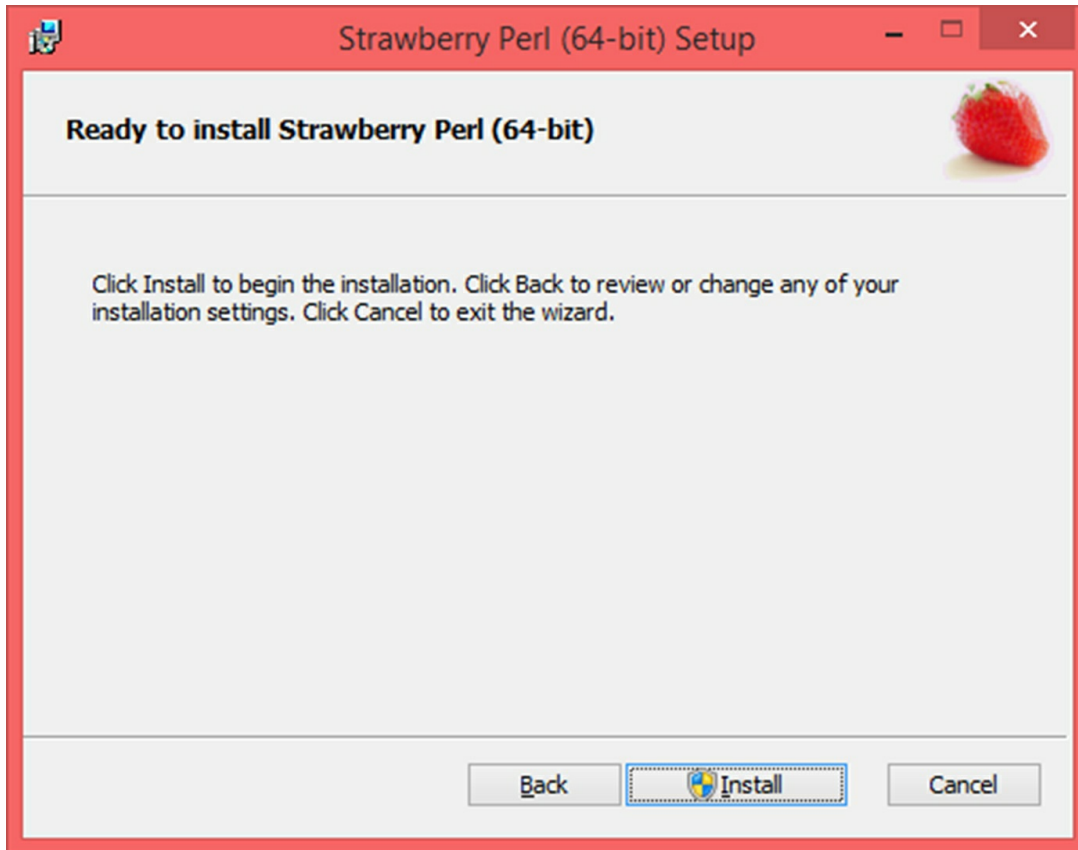 Strawberry Perl (64-bit) Setup
Ready to install Strawberry Perl (64-bit)
Click Install to begin the installation. Click Back to review or change any of your
installation settings. Click Cancel to exit the wizard.
Back
Install
Cancel